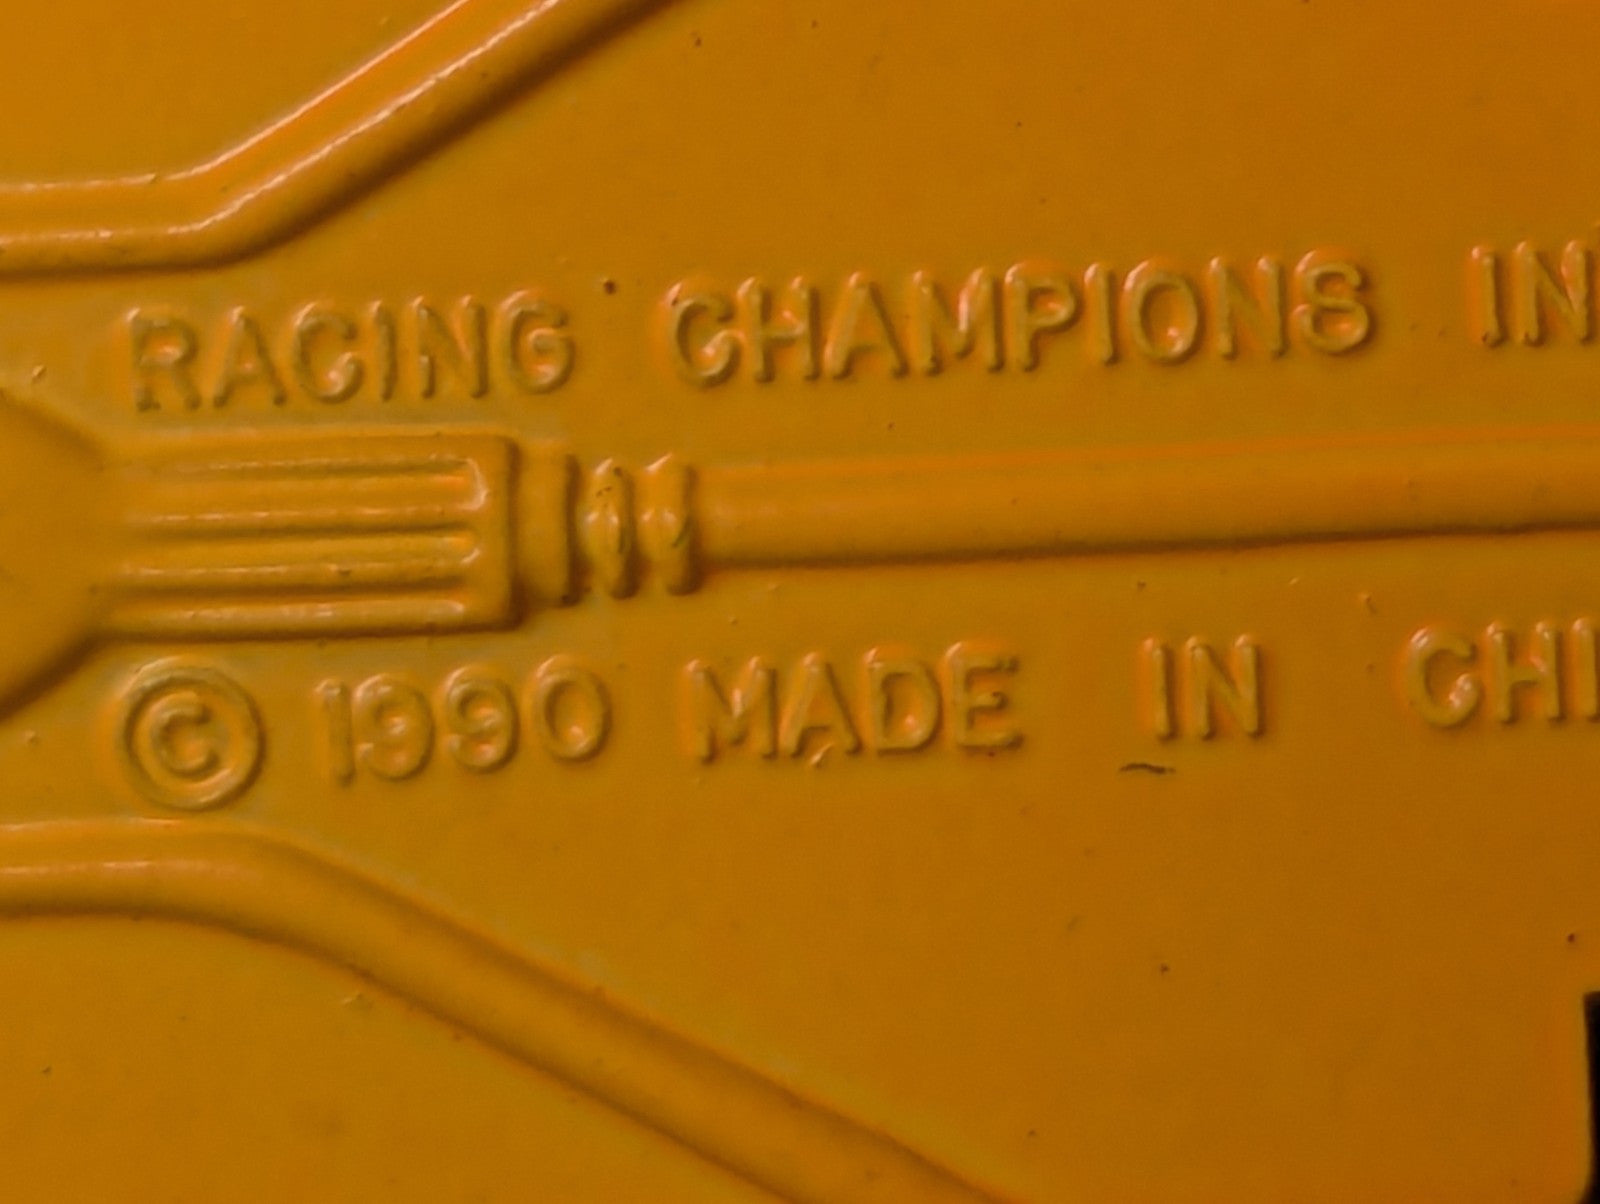 RACING CHAMPIONS IN
© 1990 MADE IN CHI